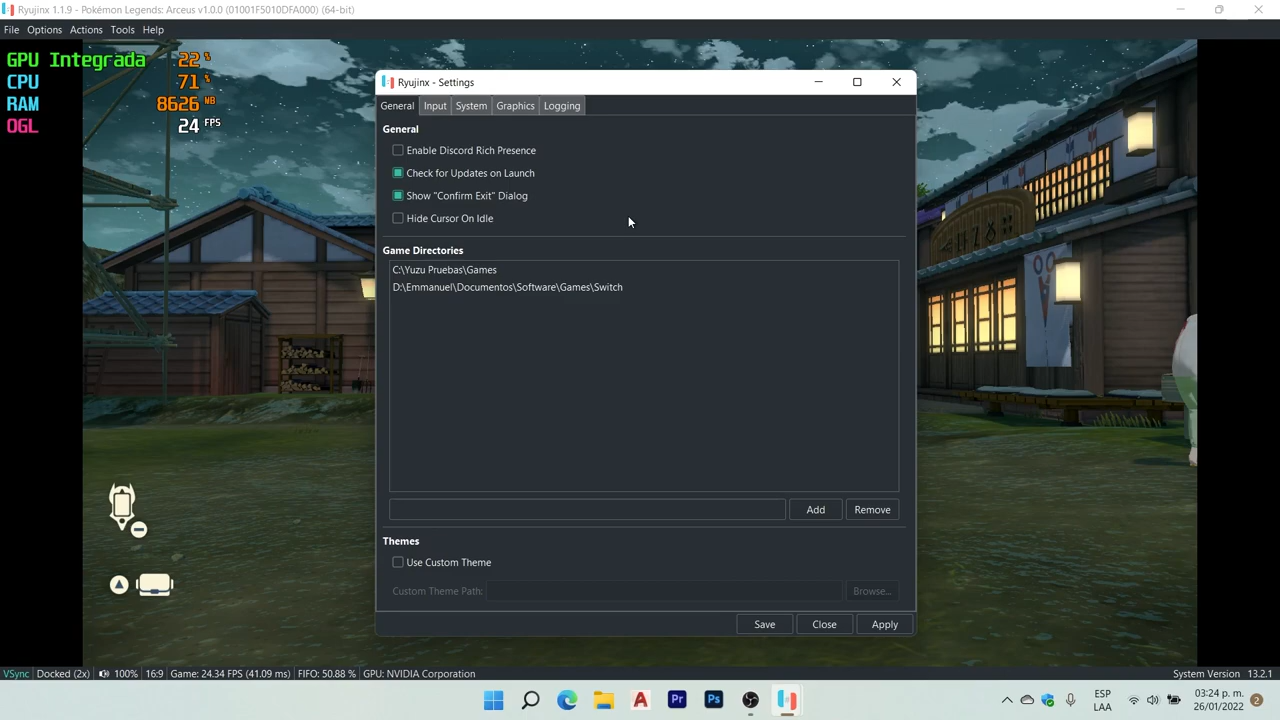 Ryujinx 1.1.9 - Pokémon Legends: Arceus v1.0.0 (01001F5010DFA000) (64-bit)
File Options Actions Tools Help
GPU Integrada 22 %
CPU 71 %
RAM 8626 MB
OGL 24 FPS
Ryujinx - Settings
General Input System Graphics Logging
General
Enable Discord Rich Presence
Check for Updates on Launch
Show "Confirm Exit" Dialog
Hide Cursor On Idle
Game Directories
C:\Yuzu Pruebas\Games
D:\Emmanuel\Documentos\Software\Games\Switch
Add Remove
Themes
Use Custom Theme
Custom Theme Path: Browse...
Save Close Apply
VSync Docked (2x) 100% 16:9 Game: 24.34 FPS (41.09 ms) FIFO: 50.88 % GPU: NVIDIA Corporation System Version 13.2.1
A Pr Ps
ESP
LAA
03:24 p. m.
26/01/2022
2